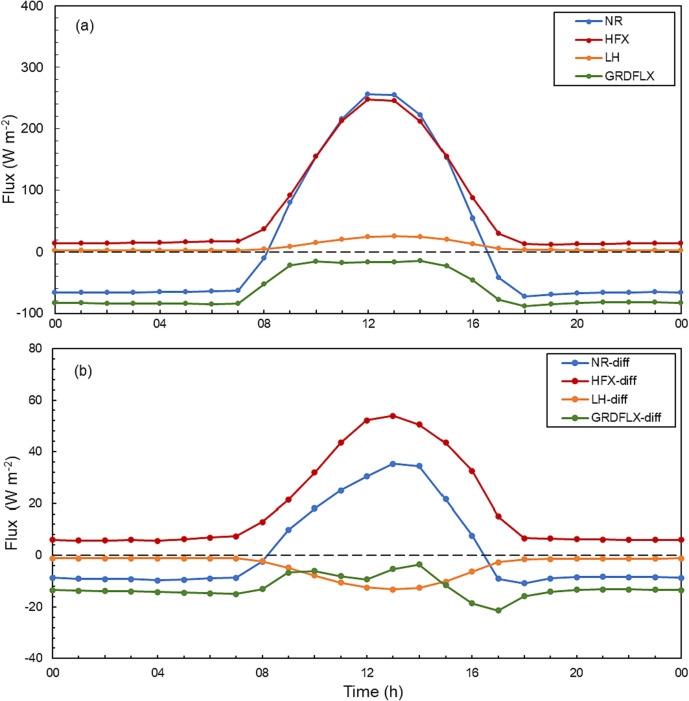 (a)
NR
HFX
LH
GRDFLX
Flux (W m-2)
400
300
200
100
0
-100
00 04 08 12 16 20 00
(b)
NR-diff
HFX-diff
LH-diff
GRDFLX-diff
Flux (W m-2)
80
60
40
20
0
-20
-40
00 04 08 12 16 20 00
Time (h)